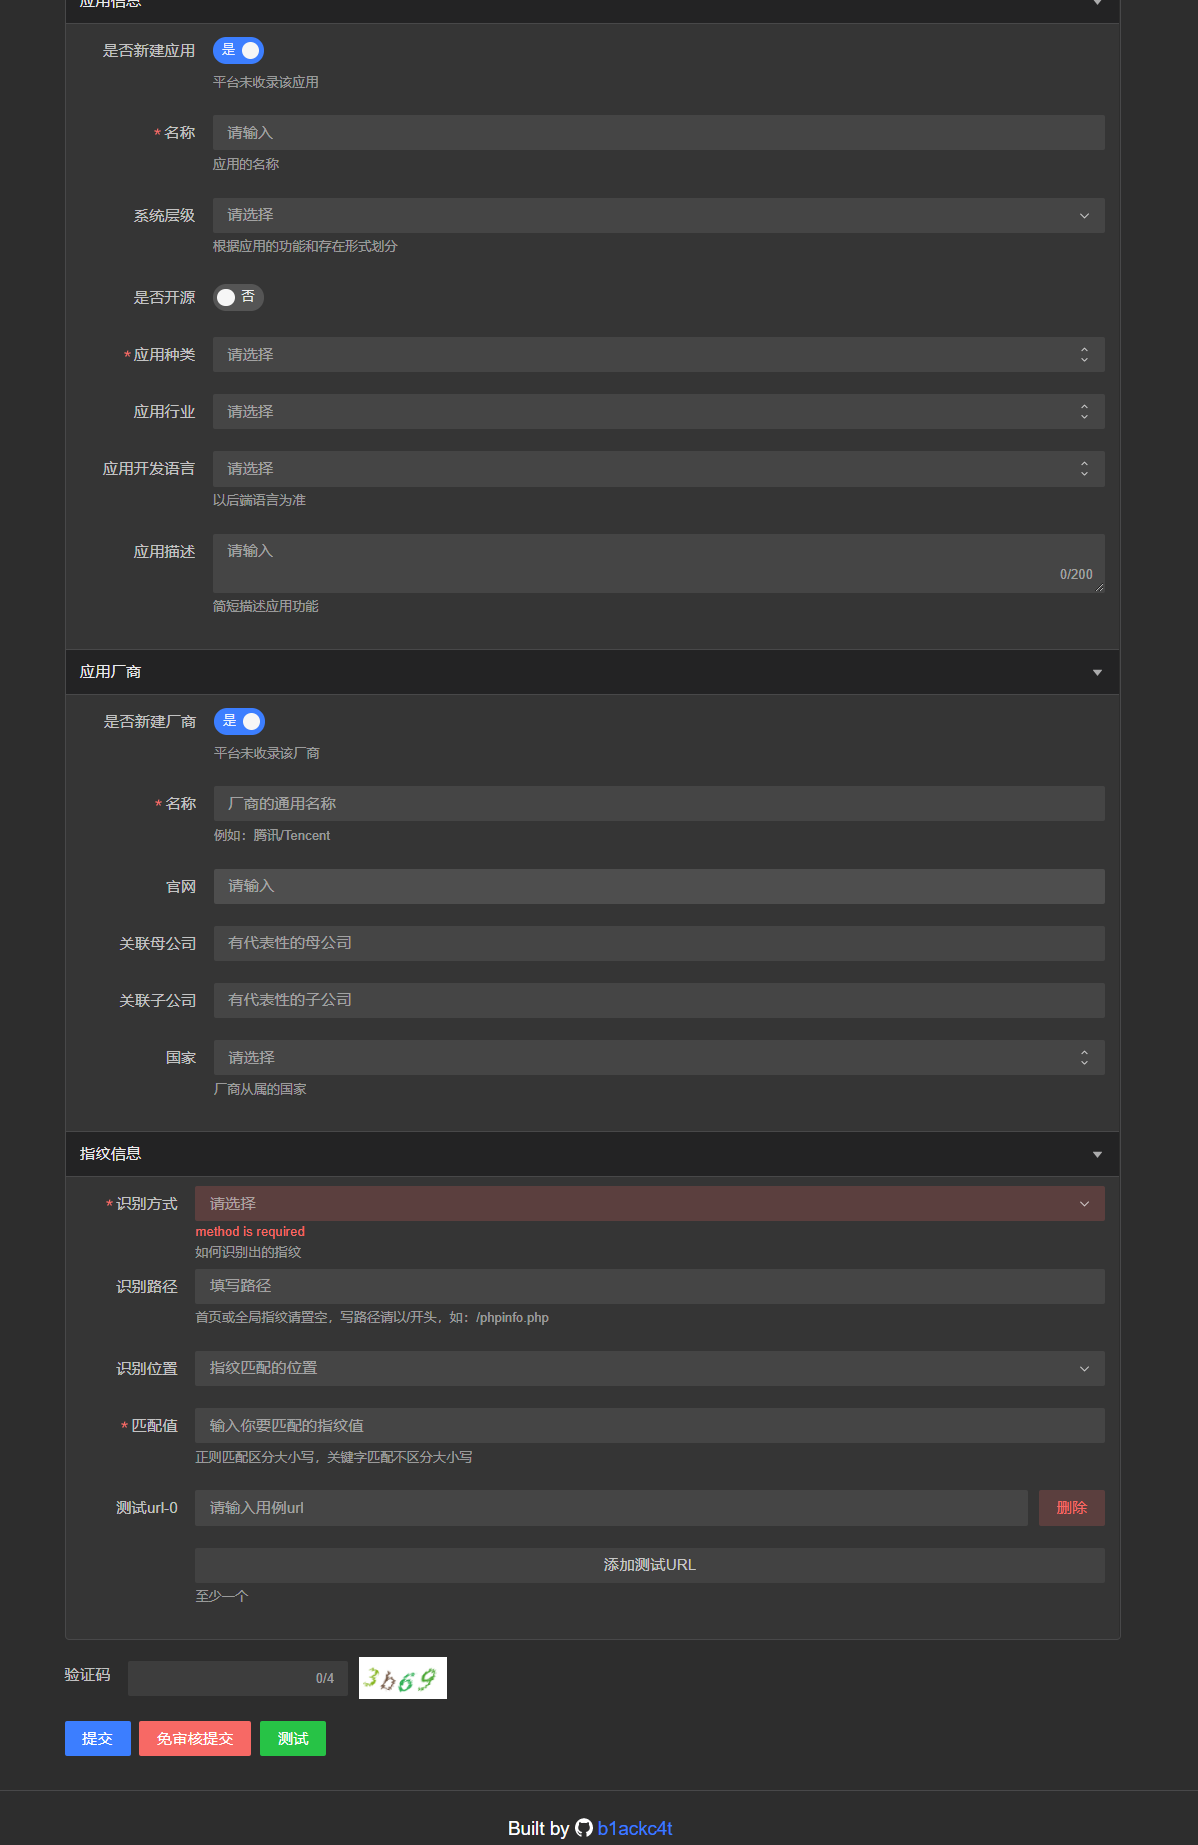 应用信息
是否新建应用 是
平台未收录该应用
* 名称 请输入
应用的名称
系统层级 请选择
根据应用的功能和存在形式划分
是否开源 否
* 应用种类 请选择
应用行业 请选择
应用开发语言 请选择
以后端语言为准
应用描述 请输入
0/200
简短描述应用功能
应用厂商
是否新建厂商 是
平台未收录该厂商
* 名称 厂商的通用名称
例如：腾讯/Tencent
官网 请输入
关联母公司 有代表性的母公司
关联子公司 有代表性的子公司
国家 请选择
厂商从属的国家
指纹信息
* 识别方式 请选择
method is required
如何识别出的指纹
识别路径 填写路径
首页或全局指纹请置空，写路径请以/开头，如：/phpinfo.php
识别位置 指纹匹配的位置
* 匹配值 输入你要匹配的指纹值
正则匹配区分大小写，关键字匹配不区分大小写
测试url-0 请输入用例url 删除
添加测试URL
至少一个
验证码 0/4 3b69
提交 免审核提交 测试
Built by b1ackc4t